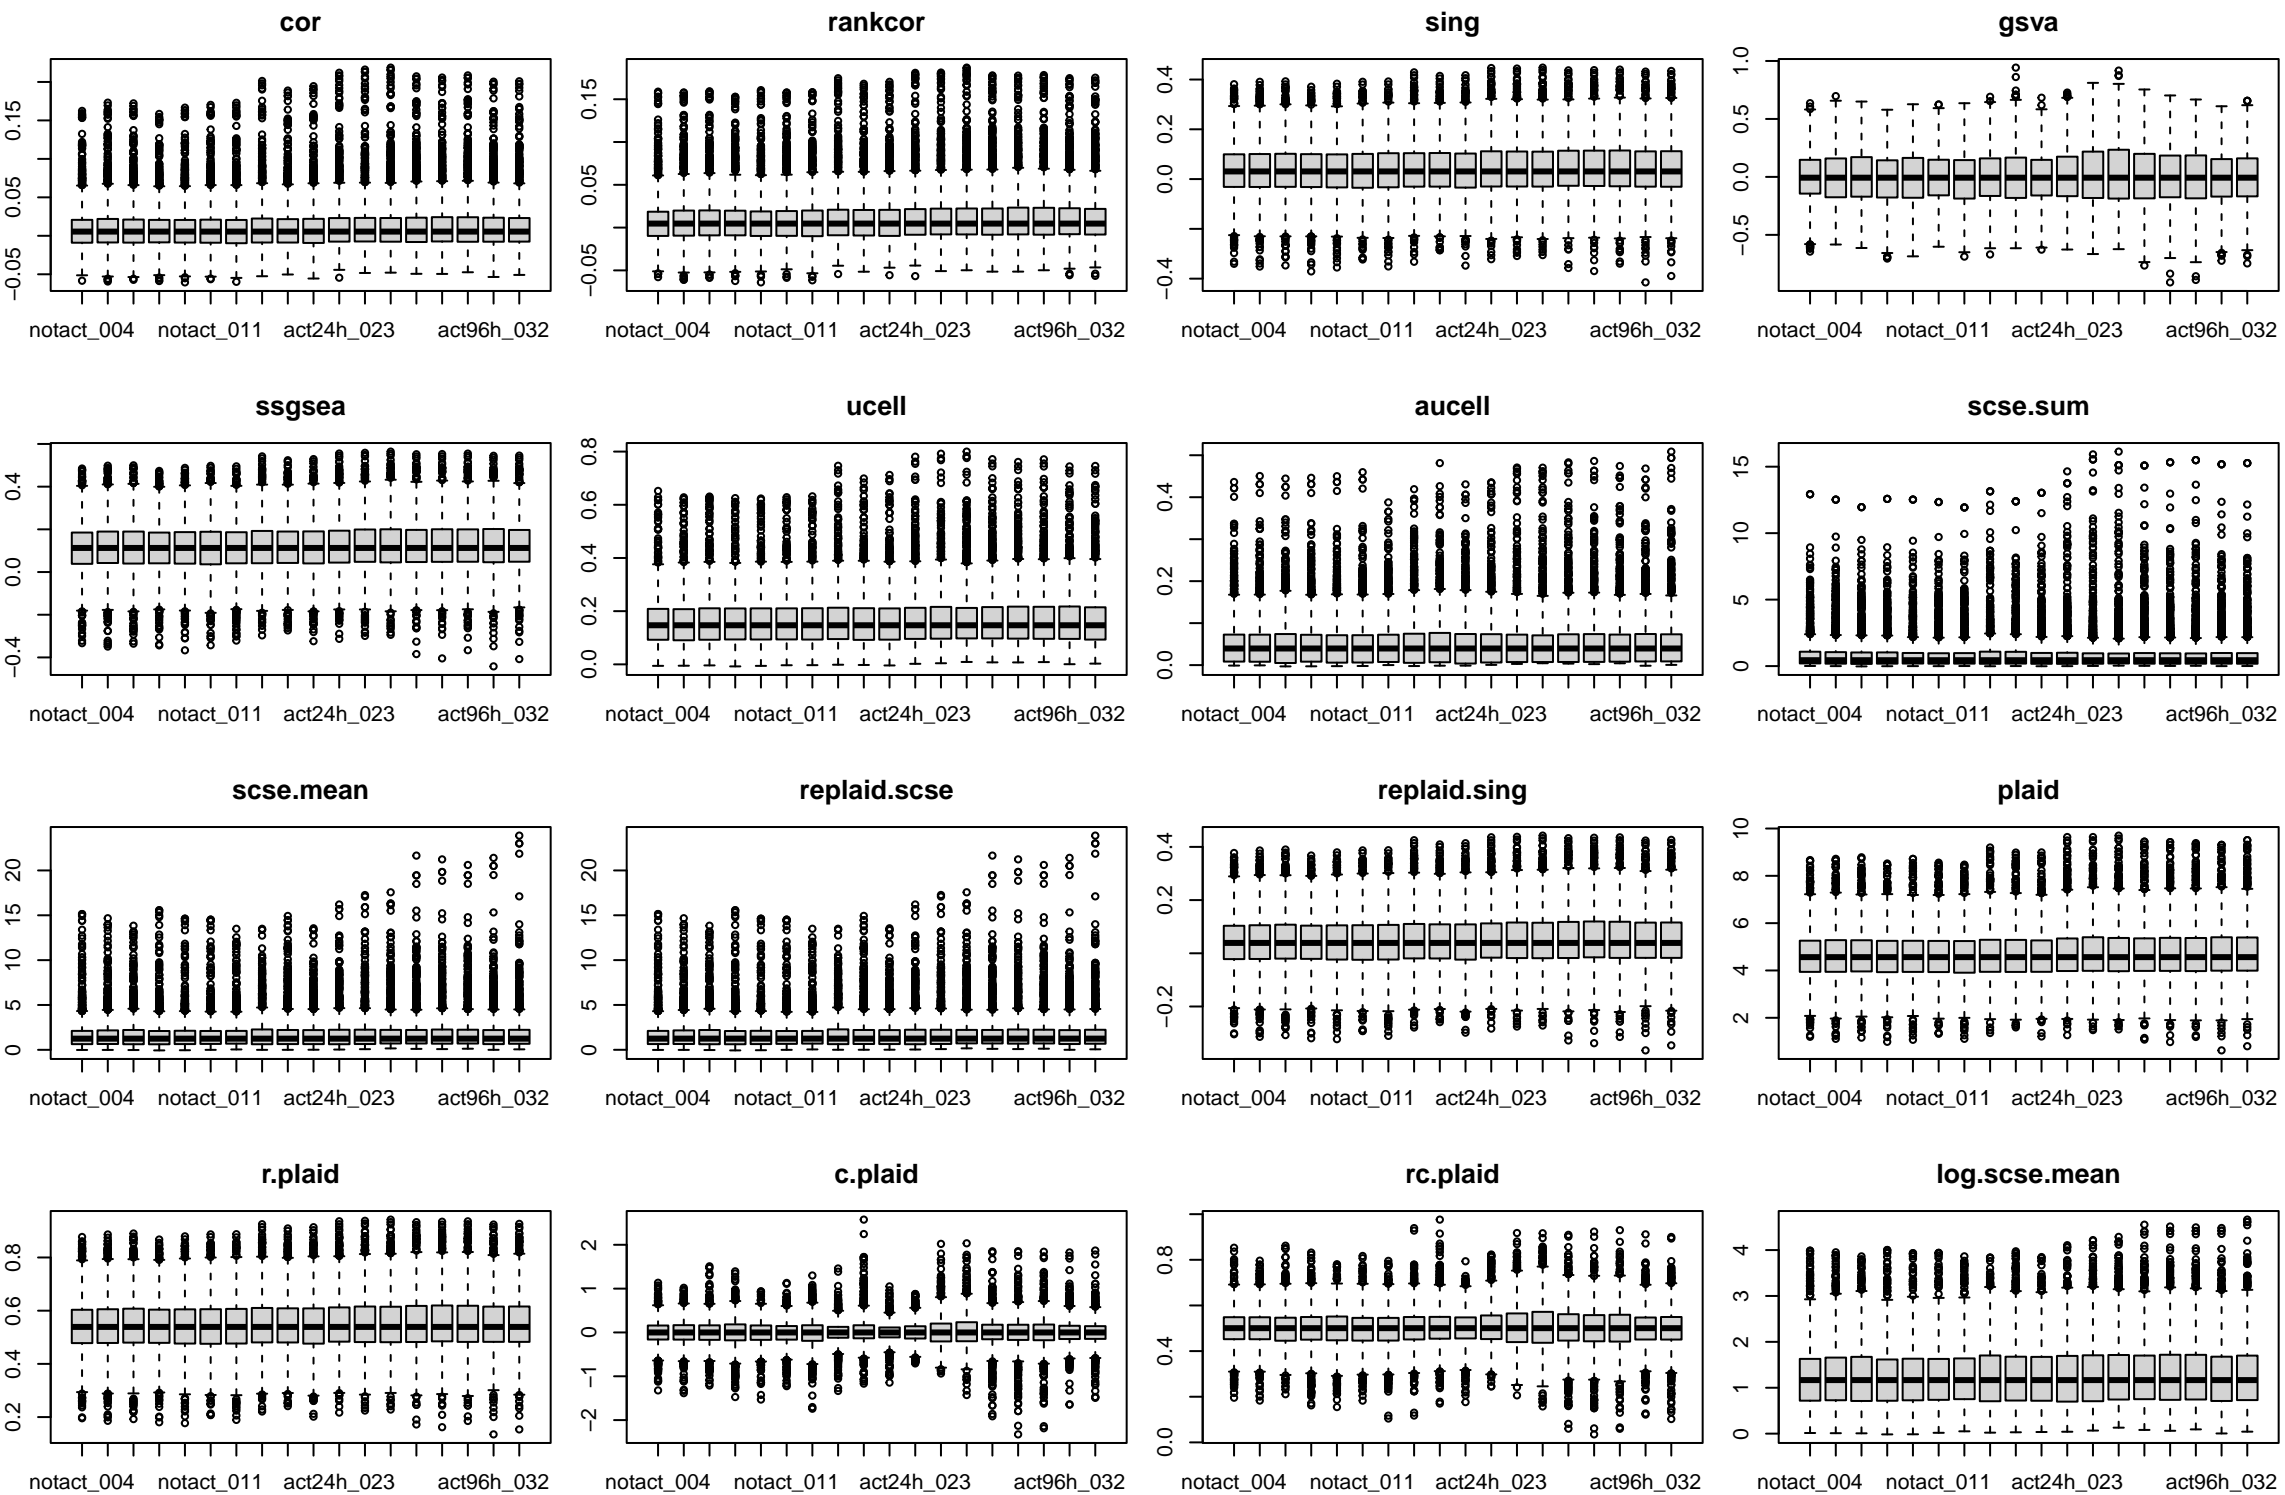 cor
0.15
0.05
−0.05
notact_004 notact_011 act24h_023 act96h_032
rankcor
0.15
0.05
−0.05
notact_004 notact_011 act24h_023 act96h_032
sing
0.4
0.2
0.0
−0.4
notact_004 notact_011 act24h_023 act96h_032
gsva
1.0
0.5
0.0
−0.5
notact_004 notact_011 act24h_023 act96h_032
ssgsea
0.4
0.0
−0.4
notact_004 notact_011 act24h_023 act96h_032
ucell
0.8
0.6
0.4
0.2
0.0
notact_004 notact_011 act24h_023 act96h_032
aucell
0.4
0.2
0.0
notact_004 notact_011 act24h_023 act96h_032
scse.sum
15
10
5
0
notact_004 notact_011 act24h_023 act96h_032
scse.mean
20
15
10
5
0
notact_004 notact_011 act24h_023 act96h_032
replaid.scse
20
15
10
5
0
notact_004 notact_011 act24h_023 act96h_032
replaid.sing
0.4
0.2
−0.2
notact_004 notact_011 act24h_023 act96h_032
plaid
10
8
6
4
2
notact_004 notact_011 act24h_023 act96h_032
r.plaid
0.8
0.6
0.4
0.2
notact_004 notact_011 act24h_023 act96h_032
c.plaid
2
1
0
−1
−2
notact_004 notact_011 act24h_023 act96h_032
rc.plaid
0.8
0.4
0.0
notact_004 notact_011 act24h_023 act96h_032
log.scse.mean
4
3
2
1
0
notact_004 notact_011 act24h_023 act96h_032